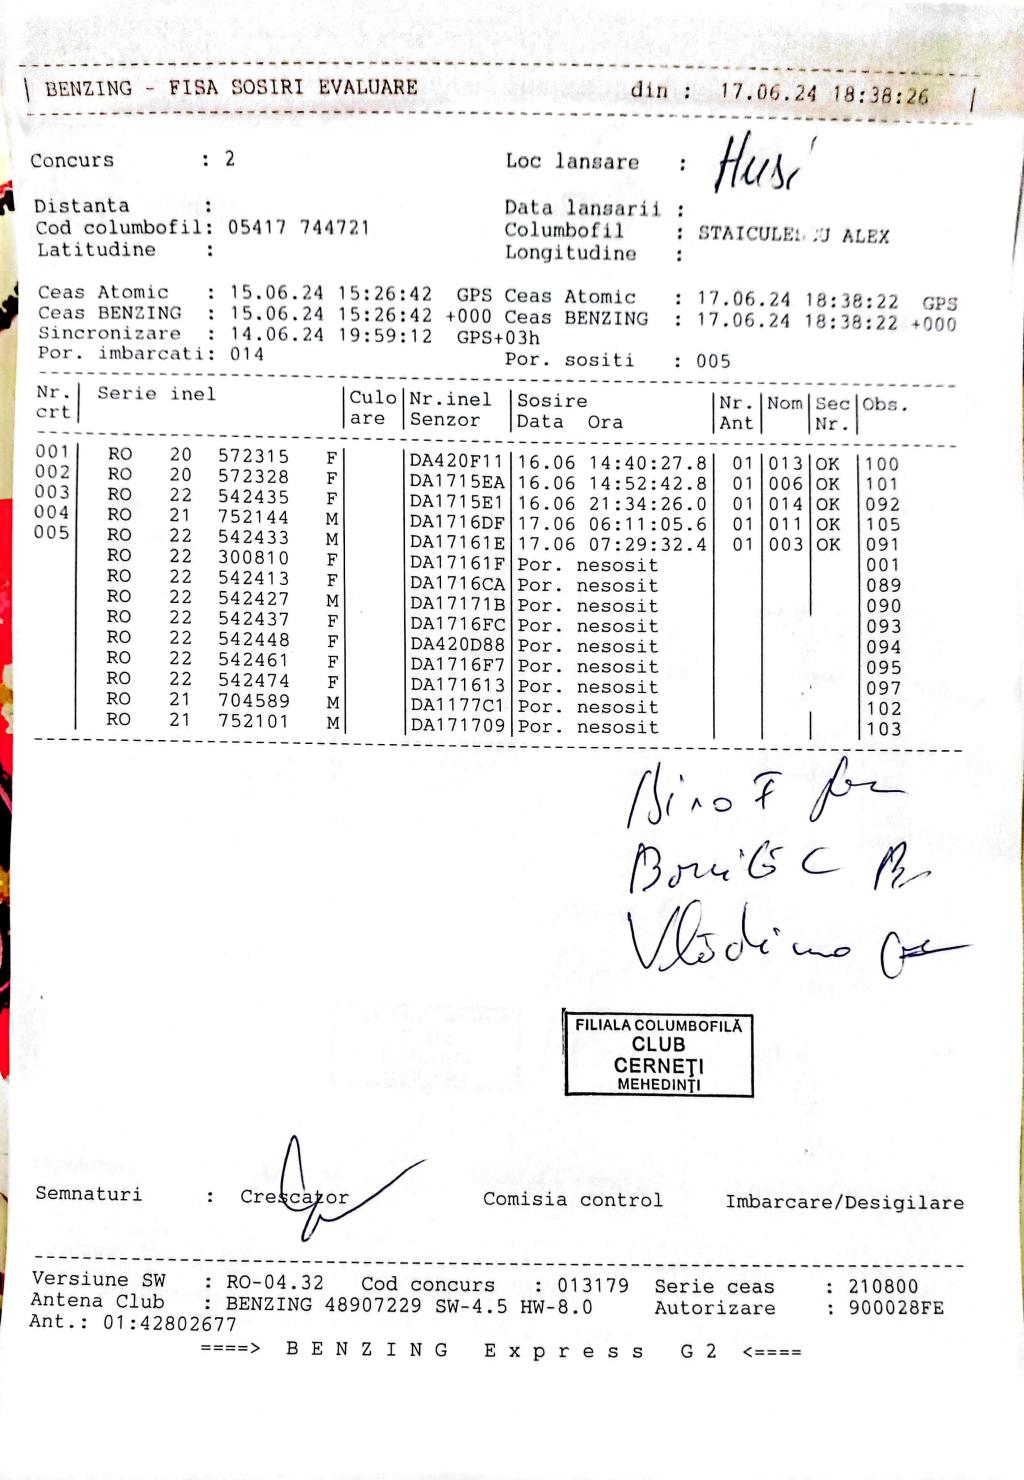 | BENZING - FISA SOSIRI EVALUARE din : 17.06.24 18:38:26 |
Concurs : 2 Loc lansare : Husi
Distanta : Data lansarii :
Cod columbofil: 05417 744721 Columbofil : STAICULESCU ALEX
Latitudine : Longitudine :
Ceas Atomic : 15.06.24 15:26:42 GPS Ceas Atomic : 17.06.24 18:38:22 GPS
Ceas BENZING : 15.06.24 15:26:42 +000 Ceas BENZING : 17.06.24 18:38:22 +000
Sincronizare : 14.06.24 19:59:12 GPS+03h
Por. imbarcati: 014 Por. sositi : 005
Nr. Serie inel Culo Nr.inel Sosire Nr. Nom Sec Obs.
crt are Senzor Data Ora Ant Nr.
001 RO 20 572315 F DA420F11 16.06 14:40:27.8 01 013 OK 100
002 RO 20 572328 F DA1715EA 16.06 14:52:42.8 01 006 OK 101
003 RO 22 542435 F DA1715E1 16.06 21:34:26.0 01 014 OK 092
004 RO 21 752144 M DA1716DF 17.06 06:11:05.6 01 011 OK 105
005 RO 22 542433 M DA17161E 17.06 07:29:32.4 01 003 OK 091
RO 22 300810 F DA17161F Por. nesosit 001
RO 22 542413 F DA1716CA Por. nesosit 089
RO 22 542427 M DA17171B Por. nesosit 090
RO 22 542437 F DA1716FC Por. nesosit 093
RO 22 542448 F DA420D88 Por. nesosit 094
RO 22 542461 F DA1716F7 Por. nesosit 095
RO 22 542474 F DA171613 Por. nesosit 097
RO 21 704589 M DA1177C1 Por. nesosit 102
RO 21 752101 M DA171709 Por. nesosit 103
FILIALA COLUMBOFILĂ
CLUB
CERNEŢI
MEHEDINŢI
Semnaturi : Crescator Comisia control Imbarcare/Desigilare
Versiune SW : RO-04.32 Cod concurs : 013179 Serie ceas : 210800
Antena Club : BENZING 48907229 SW-4.5 HW-8.0 Autorizare : 900028FE
Ant.: 01:42802677
====> B E N Z I N G E x p r e s s G 2 <====